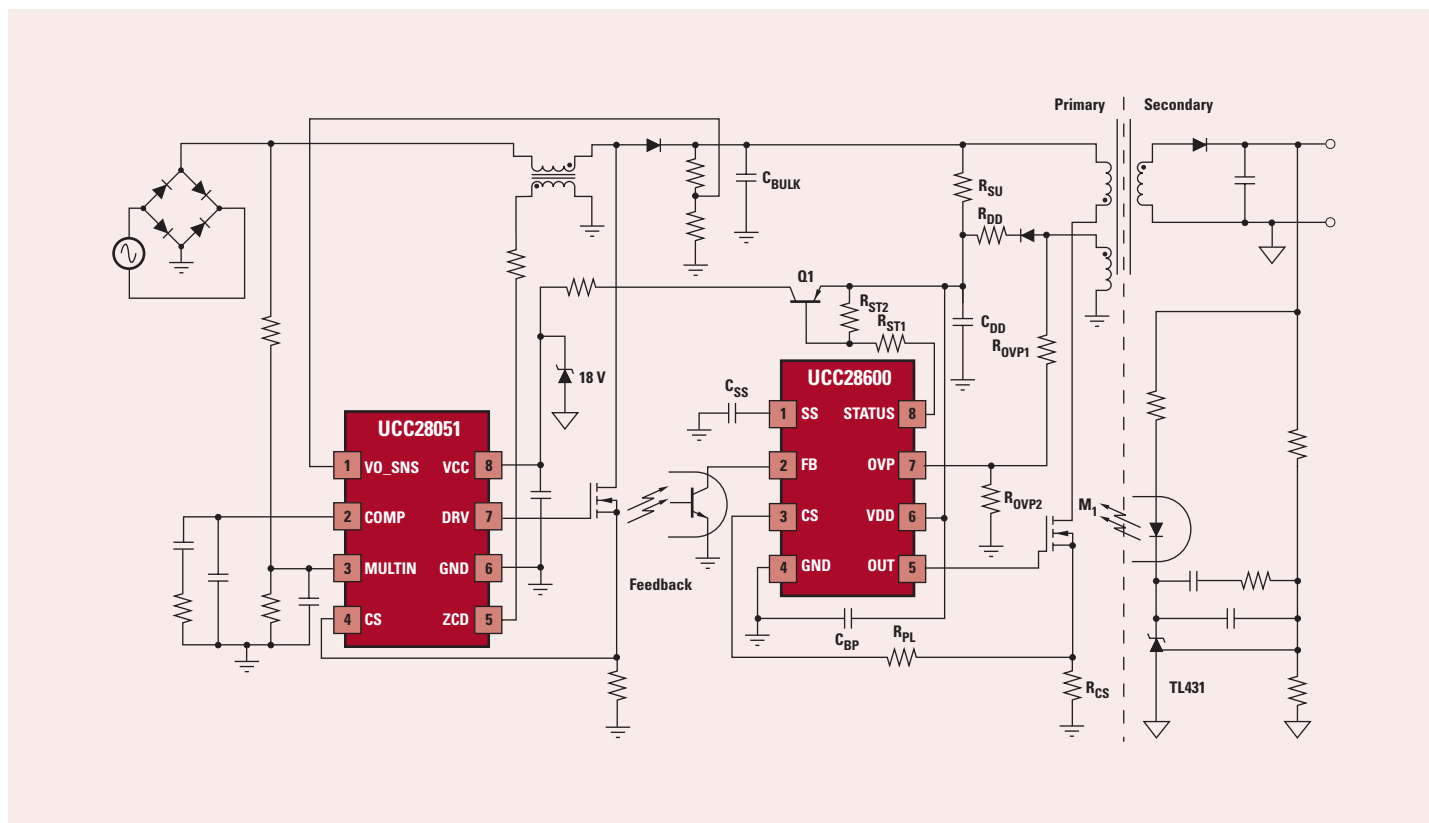 Primary
Secondary
C_BULK
R_SU
R_DD
Q1
R_ST2
R_ST1
C_DD
R_OVP1
18 V
UCC28600
C_SS
1 SS STATUS 8
2 FB OVP 7
3 CS VDD 6
4 GND OUT 5
UCC28051
1 VO_SNS VCC 8
2 COMP DRV 7
3 MULTIN GND 6
4 CS ZCD 5
R_OVP2
M_1
Feedback
C_BP
R_PL
R_CS
TL431